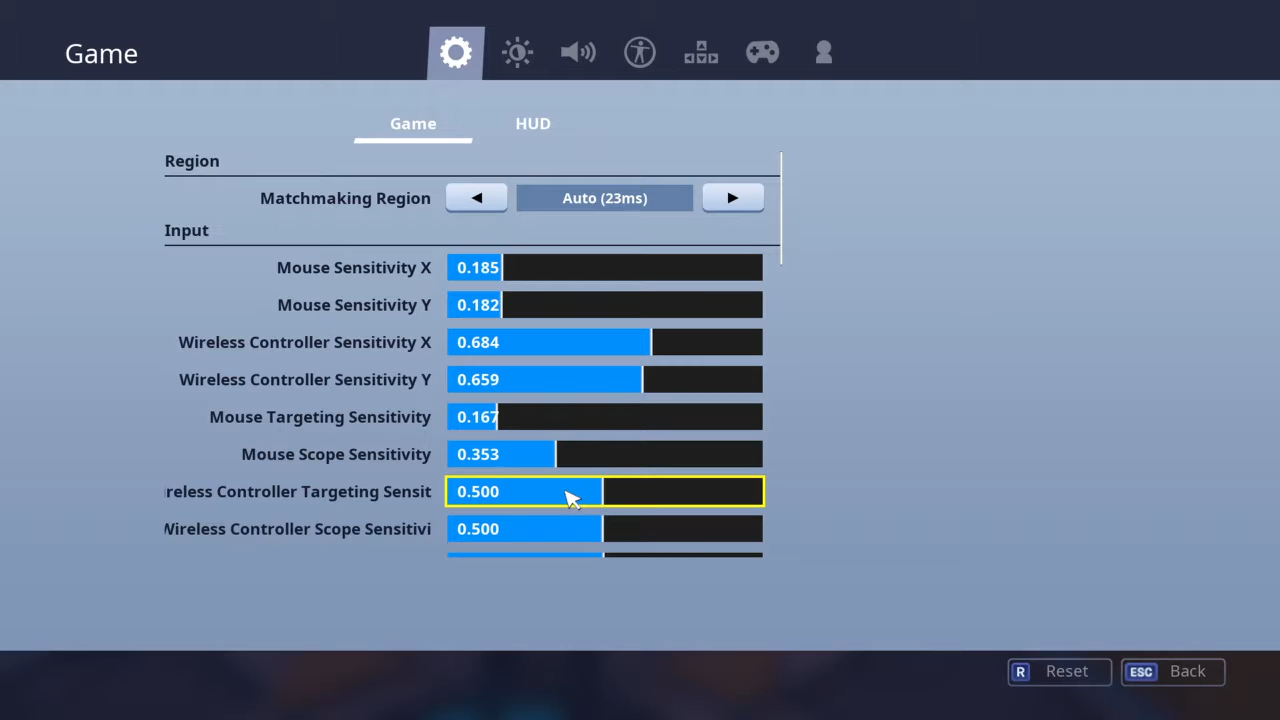 Game
Game HUD
Region
Matchmaking Region Auto (23ms)
Input
Mouse Sensitivity X 0.185
Mouse Sensitivity Y 0.182
Wireless Controller Sensitivity X 0.684
Wireless Controller Sensitivity Y 0.659
Mouse Targeting Sensitivity 0.167
Mouse Scope Sensitivity 0.353
reless Controller Targeting Sensit 0.500
Wireless Controller Scope Sensitivi 0.500
R Reset ESC Back